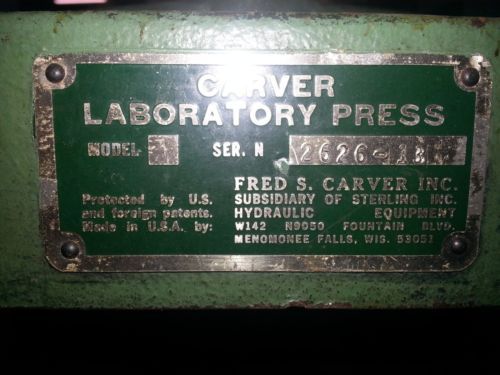 CARVER
LABORATORY PRESS
MODEL SER. N
FRED S. CARVER INC.
Protected by U.S. SUBSIDIARY OF STERLING INC.
and foreign patents. HYDRAULIC EQUIPMENT
Made in U.S.A. by: W142 N9050 FOUNTAIN BLVD.
MENOMONEE FALLS, WIS. 53051